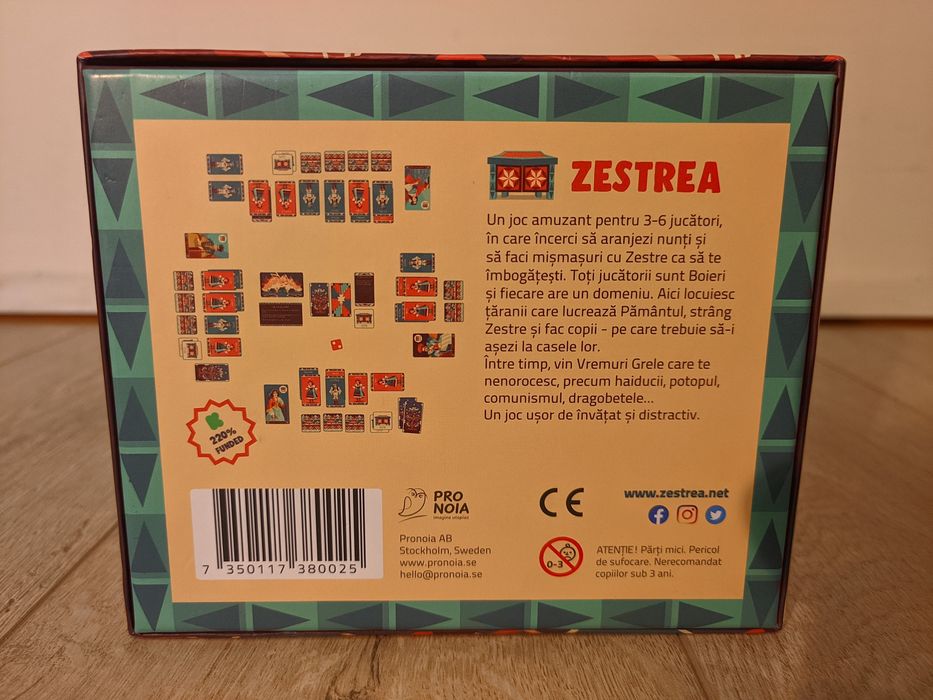 ZESTREA
Un joc amuzant pentru 3-6 jucători,
în care încerci să aranjezi nunți și
să faci mișmașuri cu Zestre ca să te
îmbogățești. Toți jucătorii sunt Boieri
și fiecare are un domeniu. Aici locuiesc
țăranii care lucrează Pământul, strâng
Zestre și fac copii - pe care trebuie să-i
așezi la casele lor.
Între timp, vin Vremuri Grele care te
nenorocesc, precum haiducii, potopul,
comunismul, dragobetele...
Un joc ușor de învățat și distractiv.
220%
FUNDED
7 350117 380025
PRO
NOIA
imagine utopias
Pronoia AB
Stockholm, Sweden
www.pronoia.se
hello@pronoia.se
CE
www.zestrea.net
0-3
ATENȚIE! Părți mici. Pericol
de sufocare. Nerecomandat
copiilor sub 3 ani.